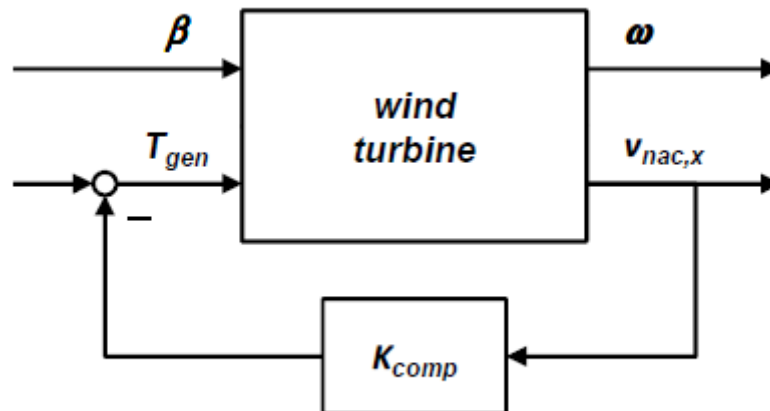 β
ω
wind
turbine
T_gen
v_nac,x
−
K_comp